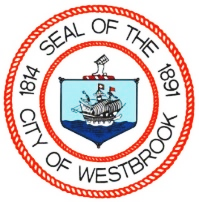 SEAL OF THE
1814
1891
CITY OF WESTBROOK